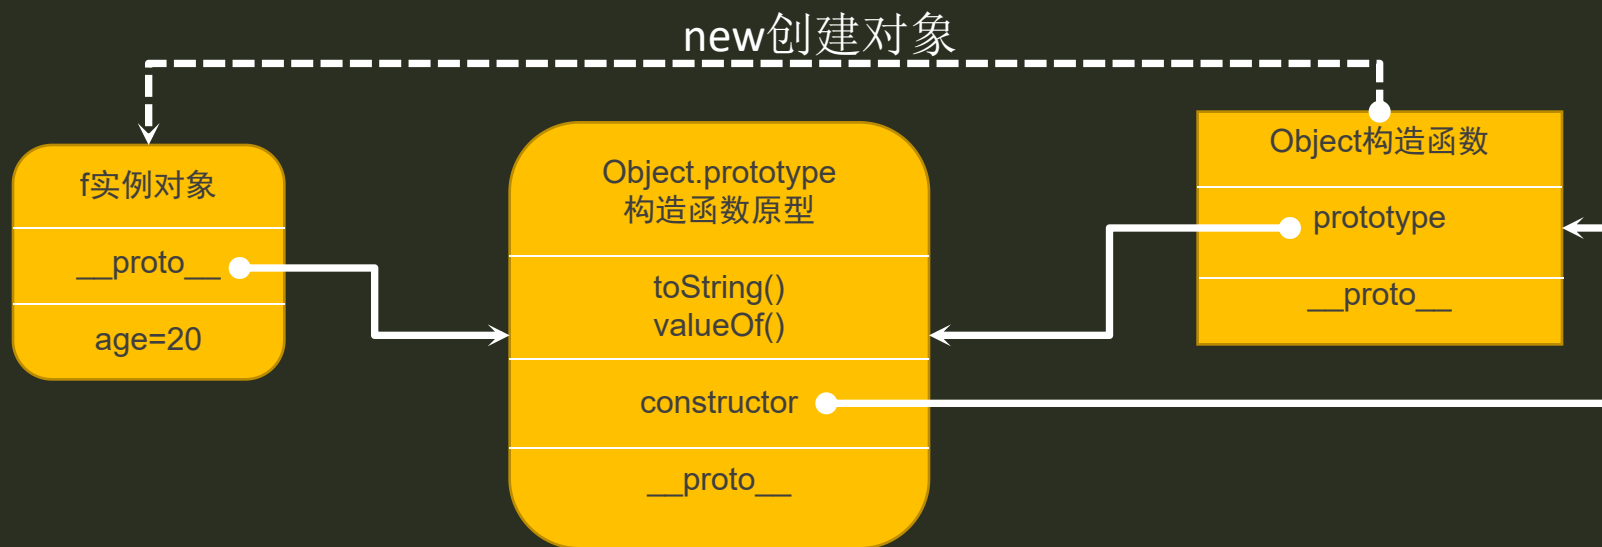 new创建对象
f实例对象
__proto__
age=20
Object.prototype
构造函数原型
toString()
valueOf()
constructor
__proto__
Object构造函数
prototype
__proto__